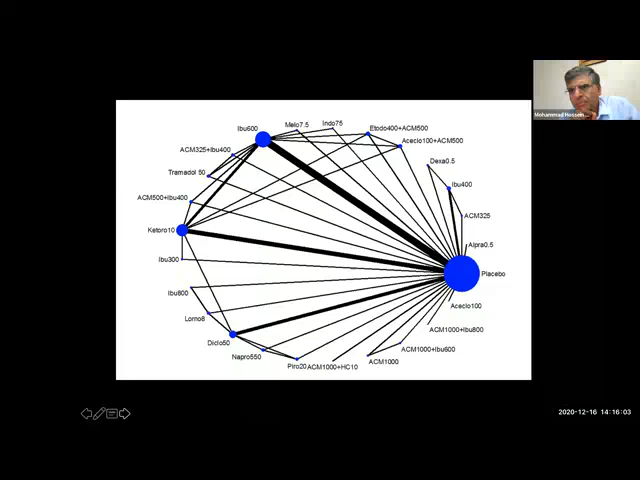 Mohammad Hossein...
Ibu600
Melo7.5
Indo75
Etodo400+ACM500
Aceclo100+ACM500
ACM325+Ibu400
Dexa0.5
Tramadol 50
Ibu400
ACM500+Ibu400
ACM325
Ketoro10
Alpra0.5
Ibu300
Placebo
Ibu800
Aceclo100
Lorno8
ACM1000+Ibu800
Diclo50
ACM1000+Ibu600
Napro550
Piro20
ACM1000+HC10
ACM1000
2020-12-16 14:16:03